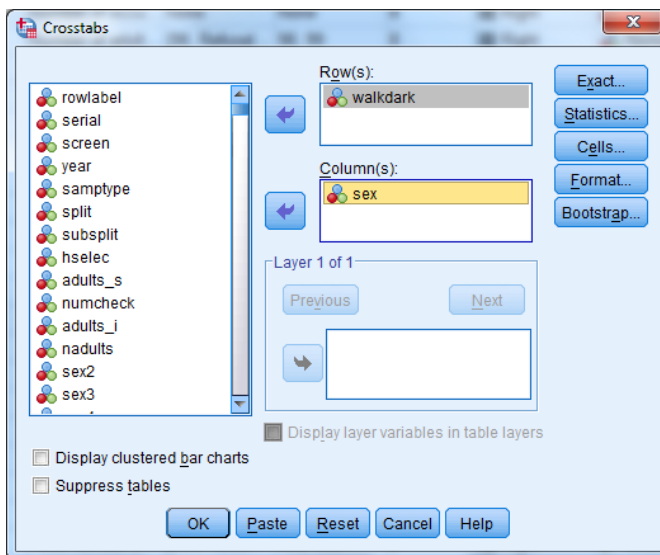 Crosstabs
rowlabel
serial
screen
year
samptype
split
subsplit
hselec
adults_s
numcheck
adults_i
nadults
sex2
sex3
Row(s):
walkdark
Column(s):
sex
Layer 1 of 1
Previous
Next
Display layer variables in table layers
Exact...
Statistics...
Cells...
Format...
Bootstrap...
Display clustered bar charts
Suppress tables
OK
Paste
Reset
Cancel
Help